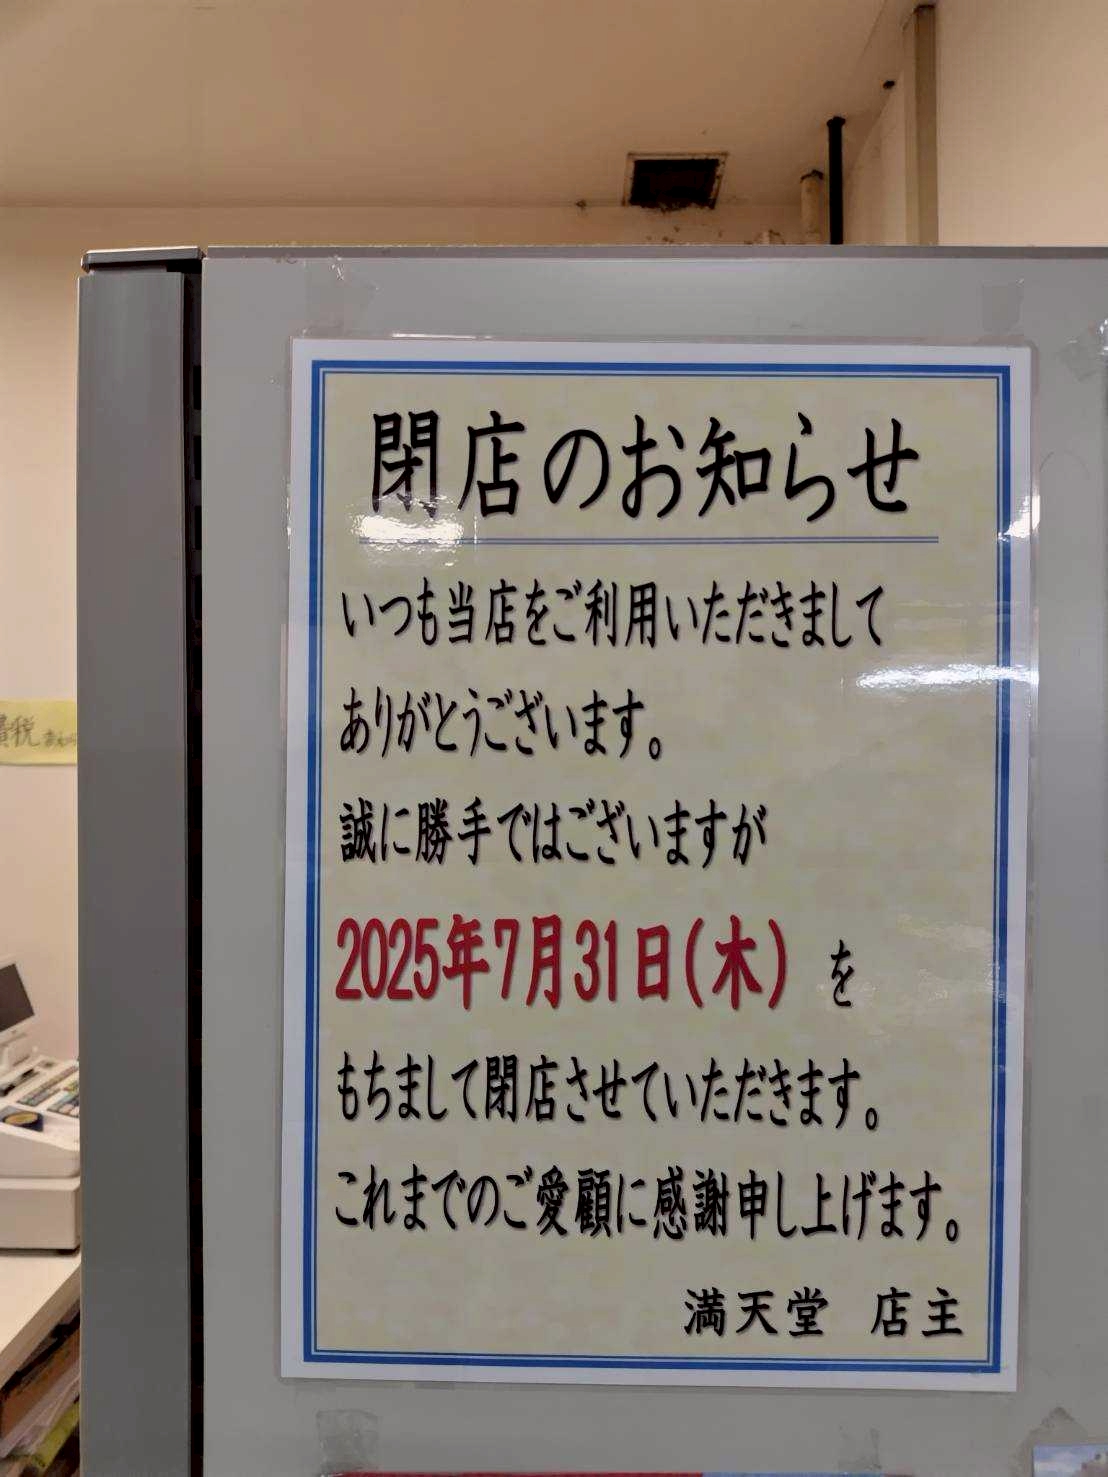 閉店のお知らせ
いつも当店をご利用いただきまして
ありがとうございます。
誠に勝手ではございますが
2025年7月31日(木) を
もちまして閉店させていただきます。
これまでのご愛顧に感謝申し上げます。
満天堂 店主
税